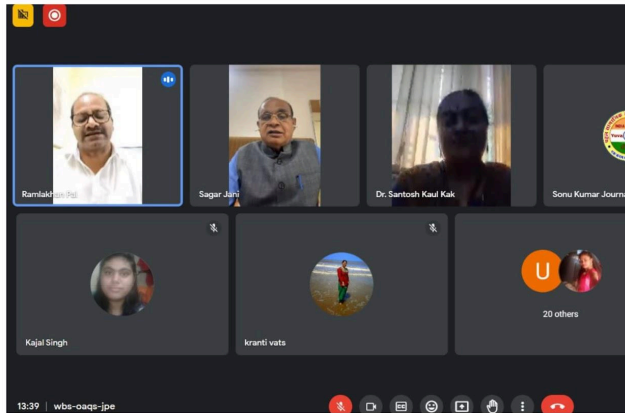 Ramlakhan Pal
Sagar Jani
Dr. Santosh Kaul Kak
Sonu Kumar Journa
Kajal Singh
kranti vats
U
20 others
13:39 | wbs-oaqs-jpe
CC